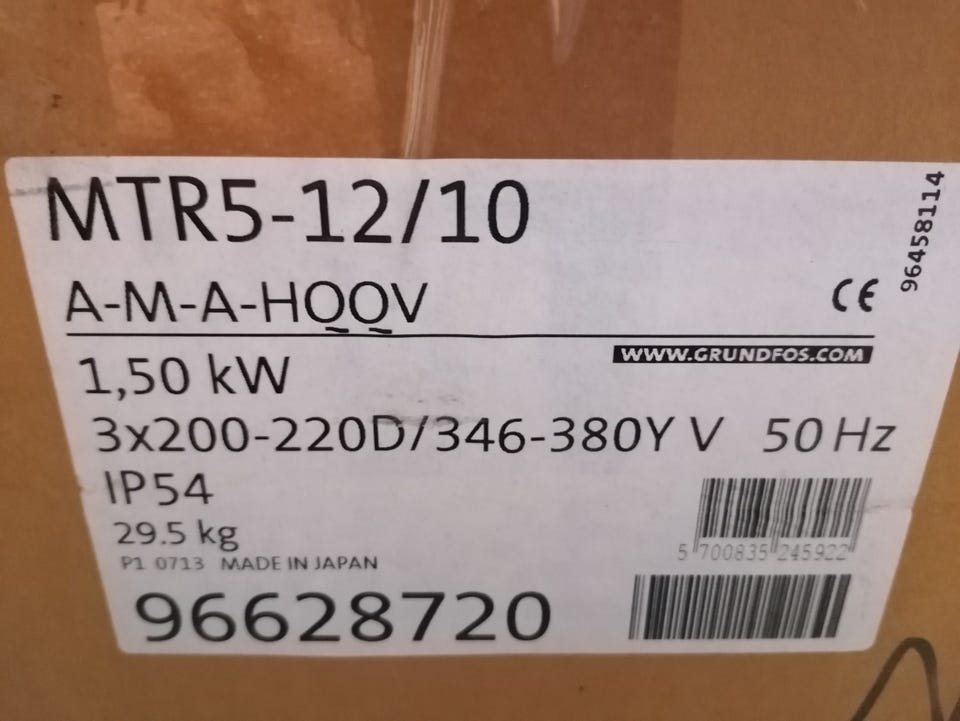 MTR5-12/10
A-M-A-HQQV
CE
96458114
WWW.GRUNDFOS.COM
1,50 kW
3x200-220D/346-380Y V 50 Hz
IP54
29.5 kg
P1 0713 MADE IN JAPAN
5 700835 245922
96628720